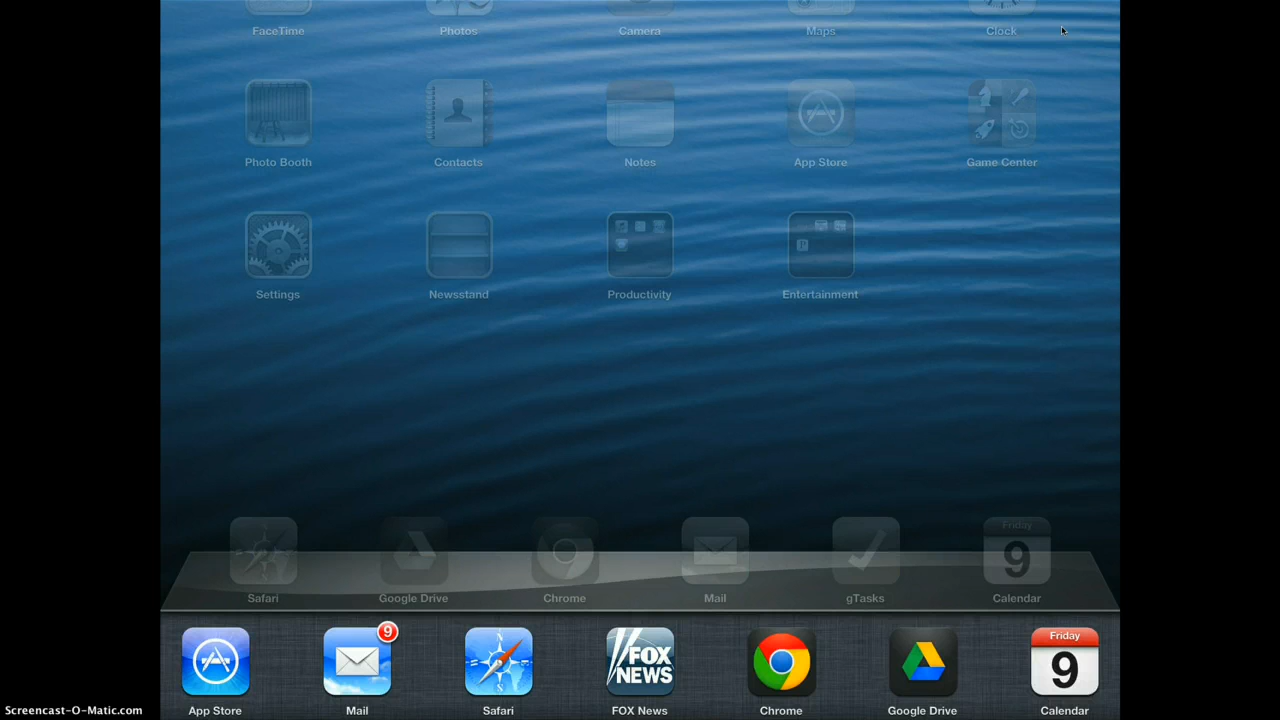 FaceTime Photos Camera Maps Clock
Photo Booth Contacts Notes App Store Game Center
Settings Newsstand Productivity Entertainment
Friday
9
Safari Google Drive Chrome Mail gTasks Calendar
9
N
S
FOX
NEWS
Friday
9
App Store Mail Safari FOX News Chrome Google Drive Calendar
Screencast-O-Matic.com